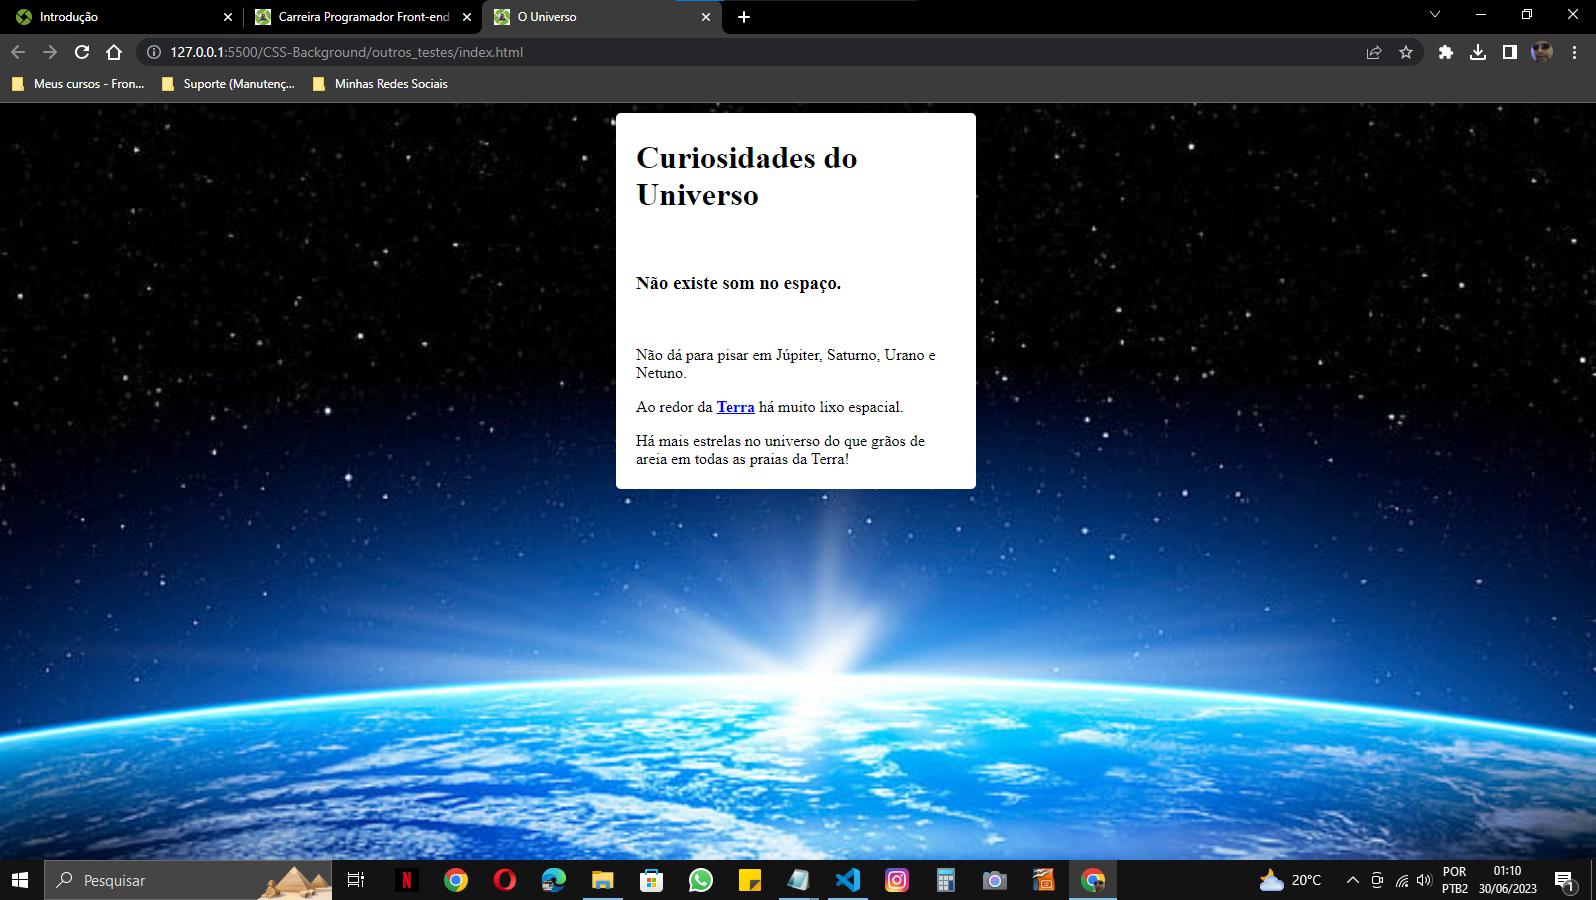 Introdução
Carreira Programador Front-end
O Universo
127.0.0.1:5500/CSS-Background/outros_testes/index.html
Meus cursos - Fron...
Suporte (Manutenç...
Minhas Redes Sociais
Curiosidades do
Universo
Não existe som no espaço.
Não dá para pisar em Júpiter, Saturno, Urano e
Netuno.
Ao redor da Terra há muito lixo espacial.
Há mais estrelas no universo do que grãos de
areia em todas as praias da Terra!
Pesquisar
N
20°C
POR
PTB2
01:10
30/06/2023
1